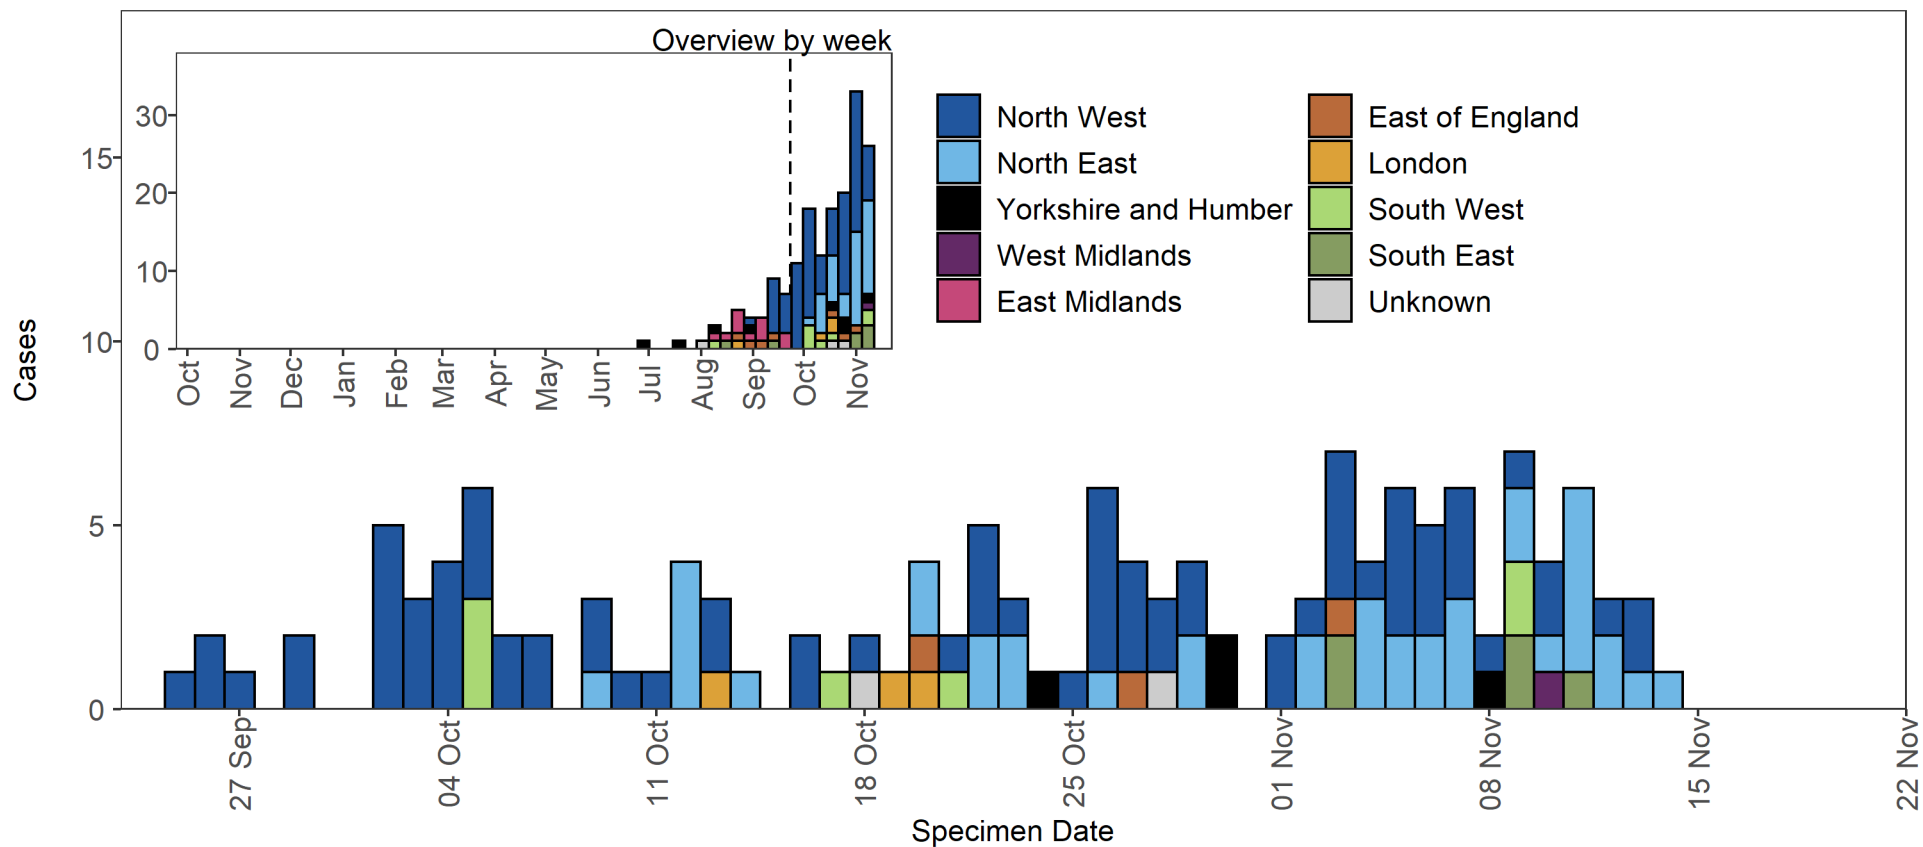 Overview by week
30
20
10
0
Oct
Nov
Dec
Jan
Feb
Mar
Apr
May
Jun
Jul
Aug
Sep
Oct
Nov
North West
North East
Yorkshire and Humber
West Midlands
East Midlands
East of England
London
South West
South East
Unknown
Cases
15
10
5
0
27 Sep
04 Oct
11 Oct
18 Oct
25 Oct
01 Nov
08 Nov
15 Nov
22 Nov
Specimen Date